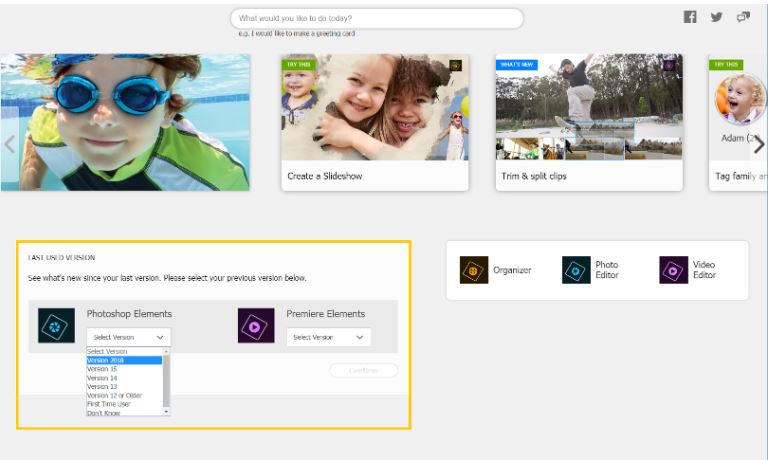 What would you like to do today?
e.g. I would like to make a greeting card
TRY THIS
WHAT'S NEW
TRY THIS
Adam (2
Create a Slideshow
Trim & split clips
Tag family an
LAST USED VERSION
See what's new since your last version. Please select your previous version below.
Photoshop Elements
Premiere Elements
Select Version
Select Version
Select Version
Version 2018
Version 15
Version 14
Version 13
Version 12 or Older
First Time User
Don't Know
Confirm
Organizer
Photo
Editor
Video
Editor